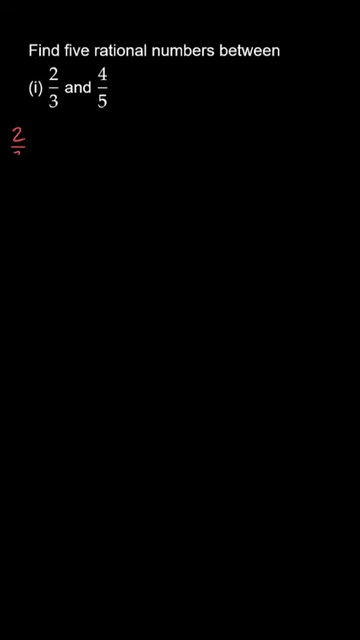 Find five rational numbers between
(i) 2/3 and 4/5
2/